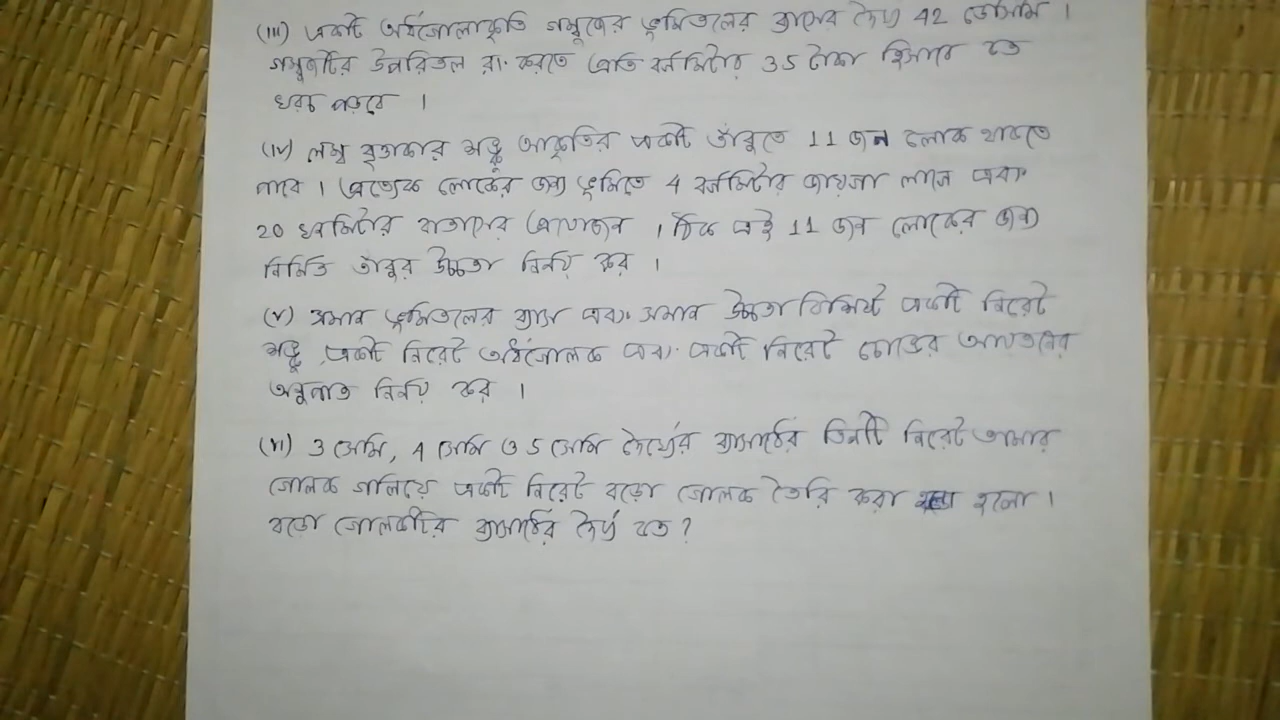 (iii) একটি অর্ধগোলাকৃতি গম্বুজের ভূমিতলের ব্যাসের দৈর্ঘ্য 42 ডেসিমি ।
গম্বুজটির উপরিতল রং করতে প্রতি বর্গমিটার 35 টাকা হিসাবে কত
খরচ পড়বে ।
(iv) লম্ব বৃত্তাকার শঙ্কু আকৃতির একটি তাঁবুতে 11 জন লোক থাকতে
পারে । প্রত্যেক লোকের জন্য ভূমিতে 4 বর্গমিটার জায়গা লাগে এবং
20 ঘনমিটার বাতাসের প্রয়োজন । ঠিক এই 11 জন লোকের জন্য
নির্মিত তাঁবুর উচ্চতা নির্ণয় কর ।
(v) সমান ভূমিতলের ব্যাস এবং সমান উচ্চতা বিশিষ্ট একটি নিরেট
শঙ্কু, একটি নিরেট অর্ধগোলক এবং একটি নিরেট চোঙের আয়তনের
অনুপাত নির্ণয় কর ।
(vi) 3 সেমি, 4 সেমি ও 5 সেমি দৈর্ঘ্যের ব্যাসার্ধের তিনটি নিরেট তামার
গোলক গলিয়ে একটি নিরেট বড়ো গোলক তৈরি করা হলো ।
বড়ো গোলকটির ব্যাসার্ধের দৈর্ঘ্য কত ?